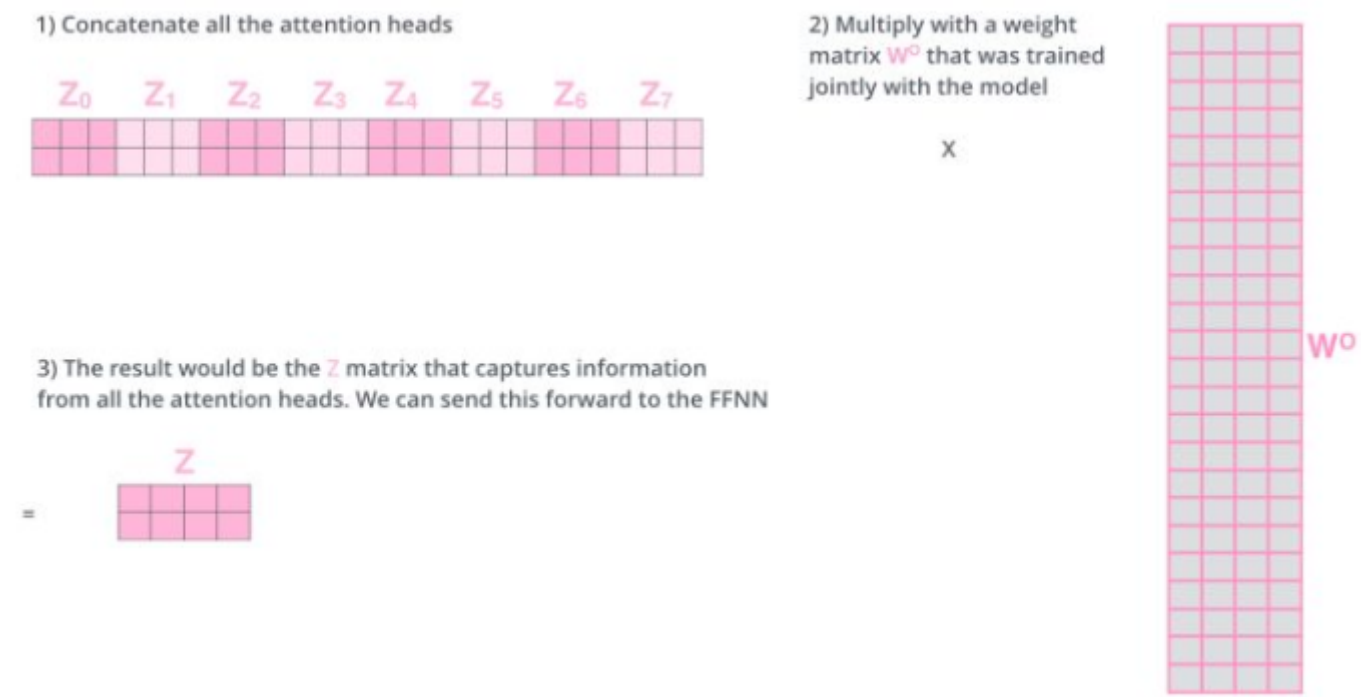 1) Concatenate all the attention heads
Z0 Z1 Z2 Z3 Z4 Z5 Z6 Z7
2) Multiply with a weight
matrix W^O that was trained
jointly with the model
X
W^O
3) The result would be the Z matrix that captures information
from all the attention heads. We can send this forward to the FFNN
Z
=